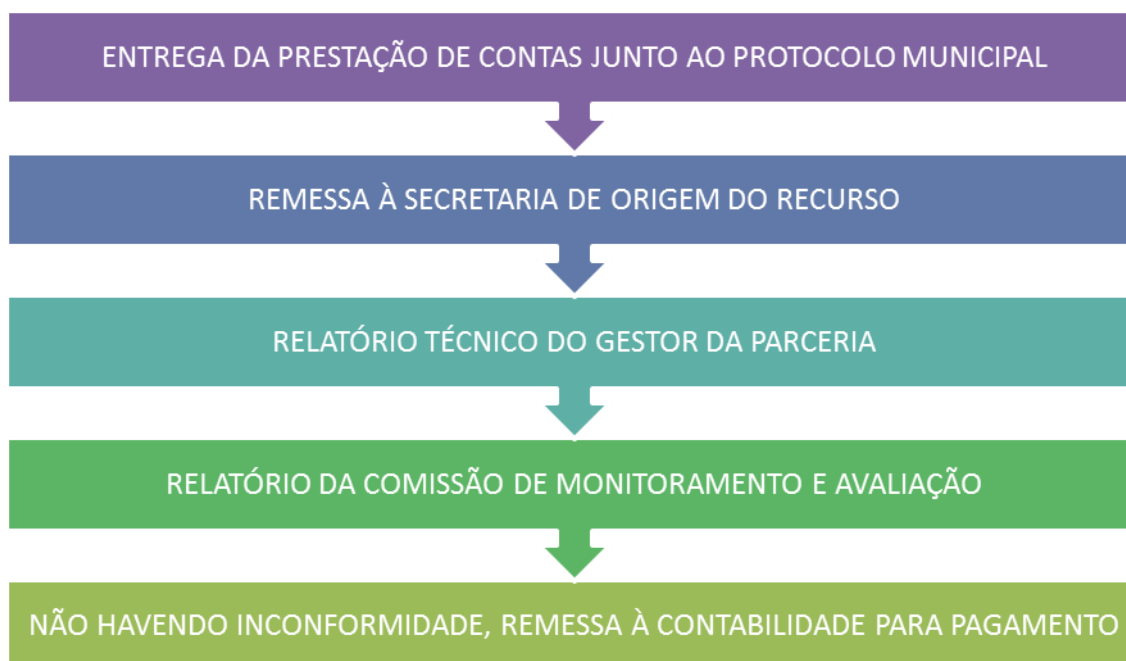 ENTREGA DA PRESTAÇÃO DE CONTAS JUNTO AO PROTOCOLO MUNICIPAL
REMESSA À SECRETARIA DE ORIGEM DO RECURSO
RELATÓRIO TÉCNICO DO GESTOR DA PARCERIA
RELATÓRIO DA COMISSÃO DE MONITORAMENTO E AVALIAÇÃO
NÃO HAVENDO INCONFORMIDADE, REMESSA À CONTABILIDADE PARA PAGAMENTO